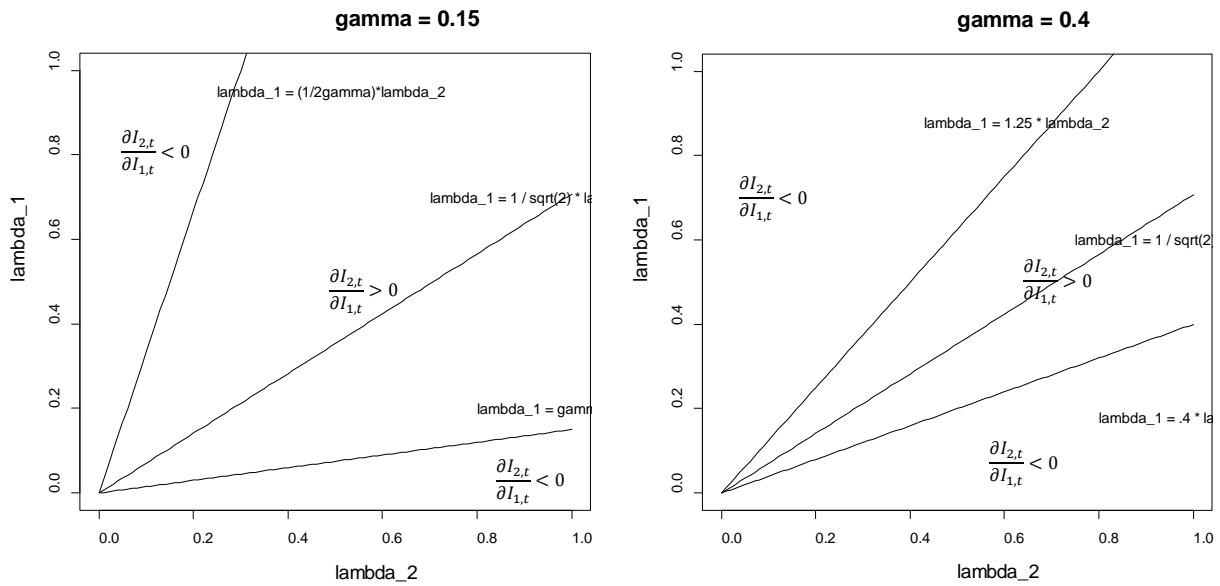 gamma = 0.15
lambda_1
1.0
0.8
0.6
0.4
0.2
0.0
lambda_1 = (1/2gamma)*lambda_2
∂I2,t
∂I1,t < 0
lambda_1 = 1 / sqrt(2) * la
∂I2,t
∂I1,t > 0
lambda_1 = gamm
∂I2,t
∂I1,t < 0
0.0 0.2 0.4 0.6 0.8 1.0
lambda_2
gamma = 0.4
lambda_1
1.0
0.8
0.6
0.4
0.2
0.0
lambda_1 = 1.25 * lambda_2
∂I2,t
∂I1,t < 0
lambda_1 = 1 / sqrt(2)
∂I2,t
∂I1,t > 0
lambda_1 = .4 * la
∂I2,t
∂I1,t < 0
0.0 0.2 0.4 0.6 0.8 1.0
lambda_2